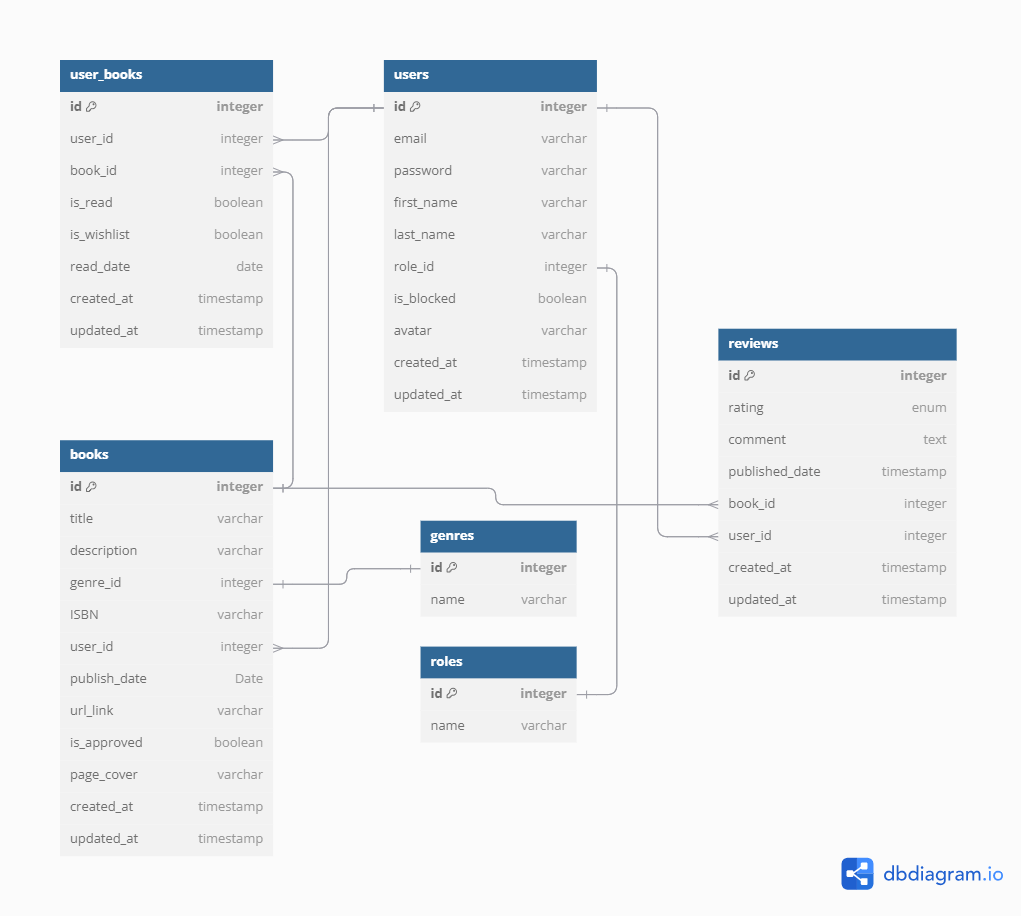 user_books
id integer
user_id integer
book_id integer
is_read boolean
is_wishlist boolean
read_date date
created_at timestamp
updated_at timestamp
users
id integer
email varchar
password varchar
first_name varchar
last_name varchar
role_id integer
is_blocked boolean
avatar varchar
created_at timestamp
updated_at timestamp
reviews
id integer
rating enum
comment text
published_date timestamp
book_id integer
user_id integer
created_at timestamp
updated_at timestamp
books
id integer
title varchar
description varchar
genre_id integer
ISBN varchar
user_id integer
publish_date Date
url_link varchar
is_approved boolean
page_cover varchar
created_at timestamp
updated_at timestamp
genres
id integer
name varchar
roles
id integer
name varchar
dbdiagram.io